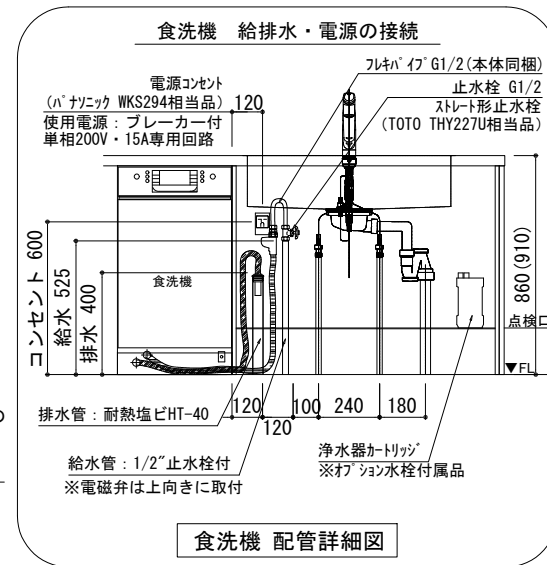 食洗機 給排水・電源の接続
フレキパイプG1/2(本体同梱)
電源コンセント
(パナソニック WKS294相当品)
使用電源:ブレーカー付
単相200V・15A専用回路
120
止水栓 G1/2
ストレート形止水栓
(TOTO THY227U相当品)
コンセント 600
給水 525
排水 400
食洗機
860(910)
点検口
▼FL
120
120
100
240
180
排水管:耐熱塩ビHT-40
給水管:1/2"止水栓付
※電磁弁は上向きに取付
浄水器カートリッジ
※オプション水栓付属品
食洗機 配管詳細図